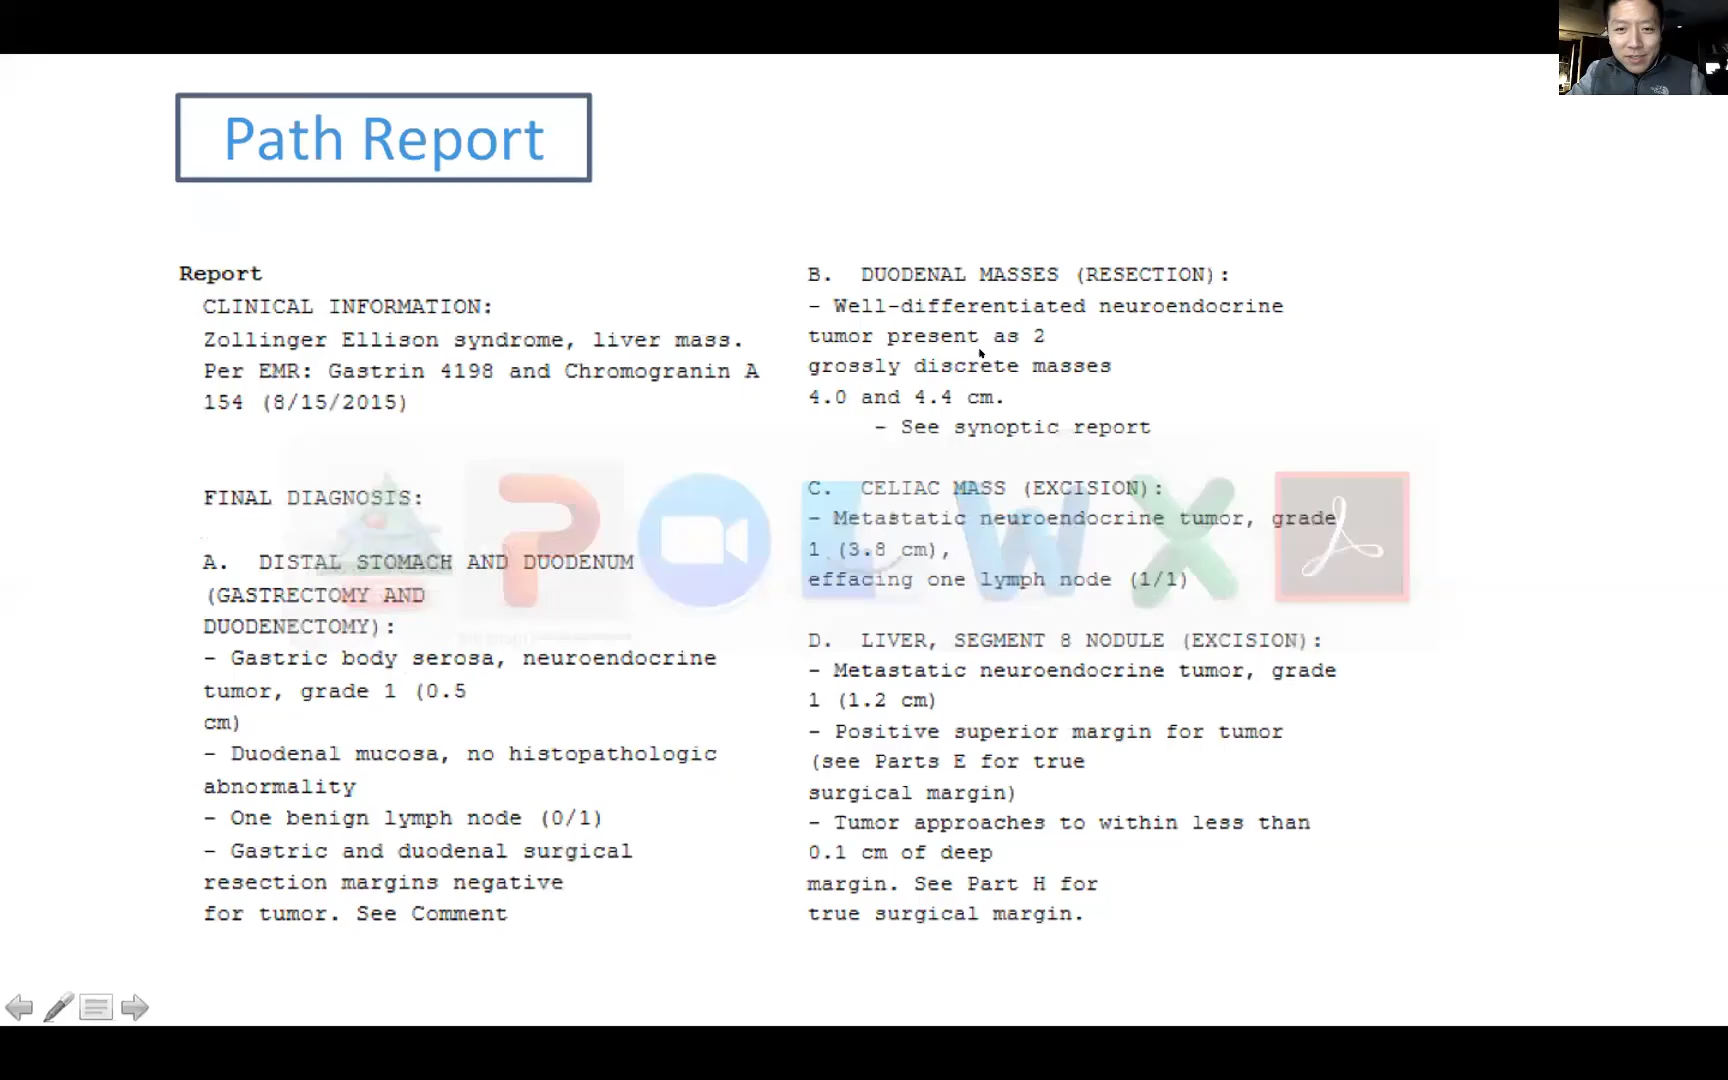 Path Report
Report
CLINICAL INFORMATION:
Zollinger Ellison syndrome, liver mass.
Per EMR: Gastrin 4198 and Chromogranin A
154 (8/15/2015)
FINAL DIAGNOSIS:
A. DISTAL STOMACH AND DUODENUM
(GASTRECTOMY AND
DUODENECTOMY):
- Gastric body serosa, neuroendocrine
tumor, grade 1 (0.5
cm)
- Duodenal mucosa, no histopathologic
abnormality
- One benign lymph node (0/1)
- Gastric and duodenal surgical
resection margins negative
for tumor. See Comment
B. DUODENAL MASSES (RESECTION):
- Well-differentiated neuroendocrine
tumor present as 2
grossly discrete masses
4.0 and 4.4 cm.
- See synoptic report
C. CELIAC MASS (EXCISION):
- Metastatic neuroendocrine tumor, grade
1 (3.8 cm),
effacing one lymph node (1/1)
D. LIVER, SEGMENT 8 NODULE (EXCISION):
- Metastatic neuroendocrine tumor, grade
1 (1.2 cm)
- Positive superior margin for tumor
(see Parts E for true
surgical margin)
- Tumor approaches to within less than
0.1 cm of deep
margin. See Part H for
true surgical margin.